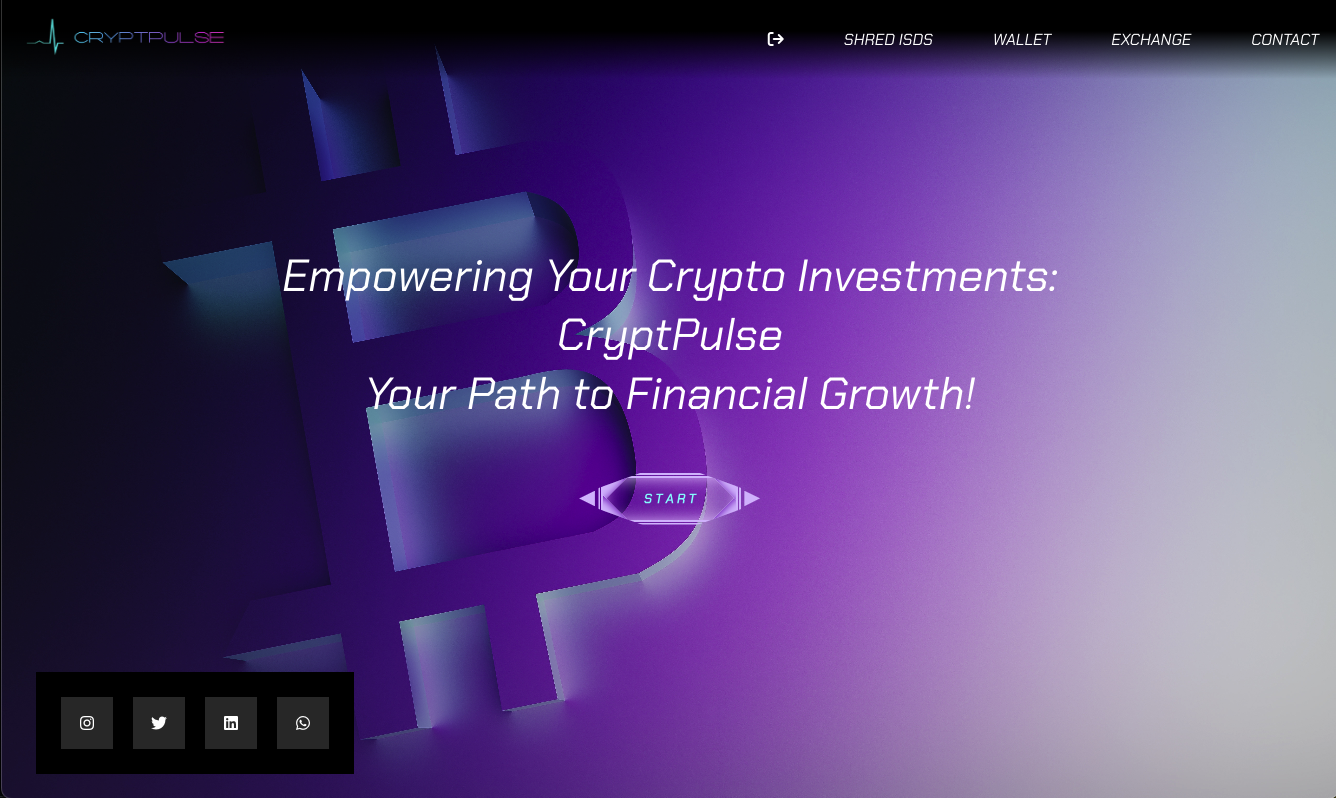 CRYPTPULSE
SHRED ISDS WALLET EXCHANGE CONTACT
Empowering Your Crypto Investments:
CryptPulse
Your Path to Financial Growth!
START